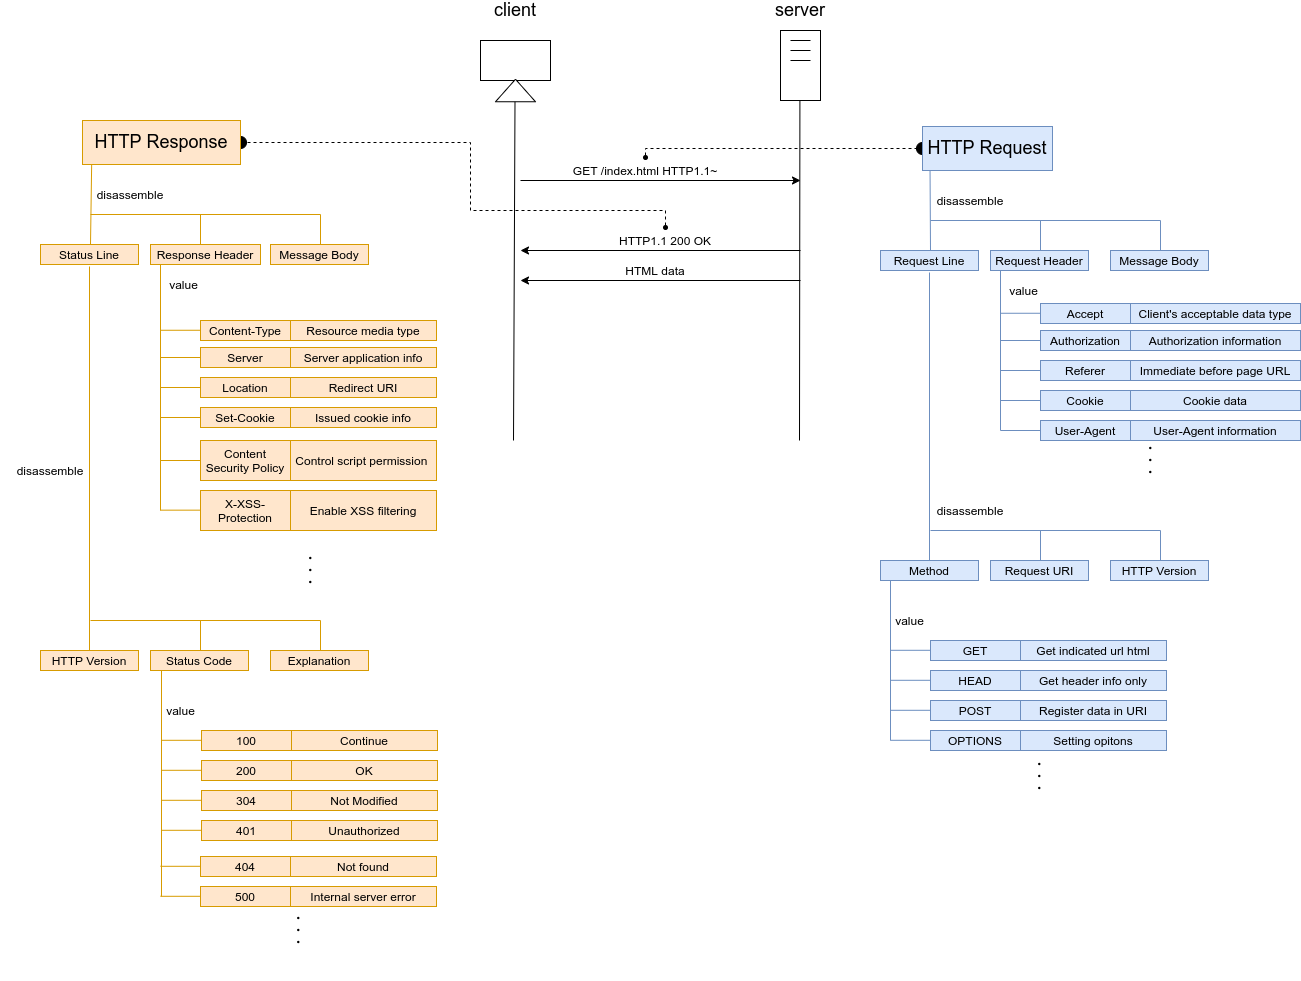 client
server
HTTP Response
disassemble
Status Line
Response Header
Message Body
value
Content-Type
Resource media type
Server
Server application info
Location
Redirect URI
Set-Cookie
Issued cookie info
Content
Security Policy
Control script permission
X-XSS-
Protection
Enable XSS filtering
disassemble
HTTP Version
Status Code
Explanation
value
100
Continue
200
OK
304
Not Modified
401
Unauthorized
404
Not found
500
Internal server error
GET /index.html HTTP1.1~
HTTP1.1 200 OK
HTML data
HTTP Request
disassemble
Request Line
Request Header
Message Body
value
Accept
Client's acceptable data type
Authorization
Authorization information
Referer
Immediate before page URL
Cookie
Cookie data
User-Agent
User-Agent information
disassemble
Method
Request URI
HTTP Version
value
GET
Get indicated url html
HEAD
Get header info only
POST
Register data in URI
OPTIONS
Setting opitons